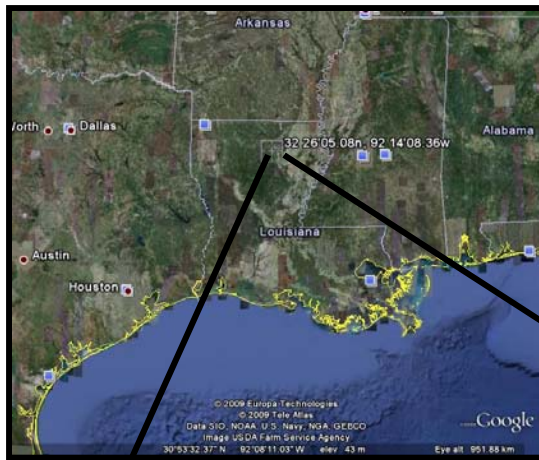 Arkansas
/orth
Dallas
32 26'05.08n, 92 14'08.36w
Alabama
Louisiana
Austin
Houston
© 2009 Europa Technologies
© 2009 Tele Atlas
Data SIO, NOAA, U.S. Navy, NGA, GEBCO
Image USDA Farm Service Agency
Google
30°53'32.37" N 92°08'11.03" W elev 43 m Eye alt 951.88 km